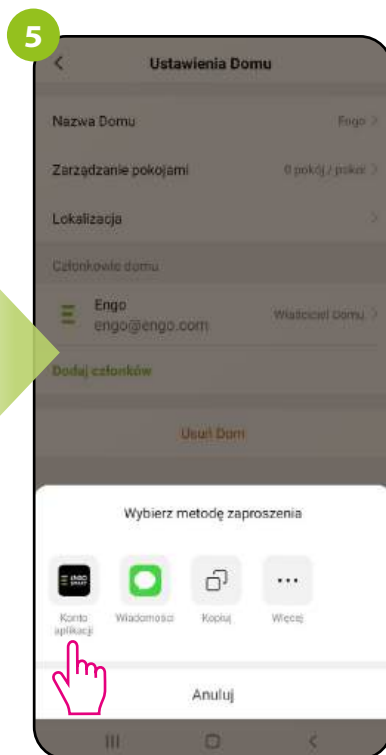 5
Ustawienia Domu
Nazwa Domu
Engo
Zarządzanie pokojami
0 pokój / pokoi
Lokalizacja
Członkowie domu
Engo
engo@engo.com
Właściciel Domu
Dodaj członków
Usuń Dom
Wybierz metodę zaproszenia
Konto
aplikacji
Wiadomości
Kopiuj
Więcej
Anuluj